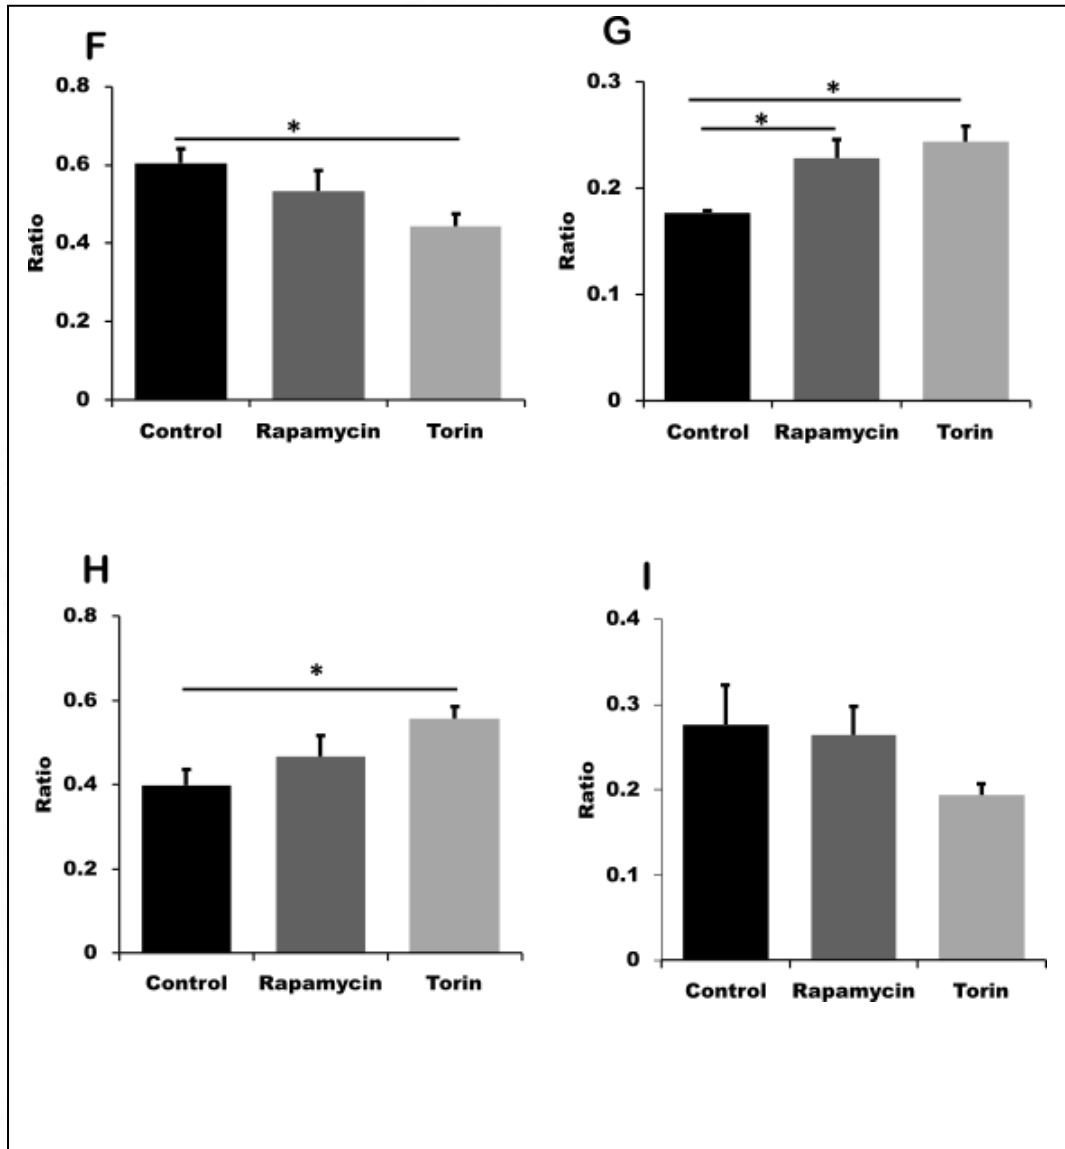 F
0.8
*
0.6
0.4
0.2
0
Ratio
Control Rapamycin Torin
G
0.3
*
*
0.2
0.1
0
Ratio
Control Rapamycin Torin
H
0.8
*
0.6
0.4
0.2
0
Ratio
Control Rapamycin Torin
I
0.4
0.3
0.2
0.1
0
Ratio
Control Rapamycin Torin